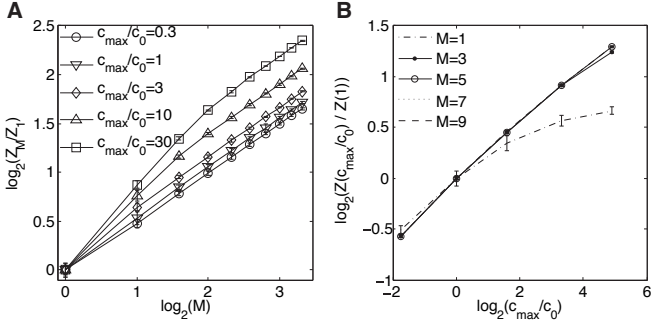 A
log2(ZM/Z1)
2.5
2.0
1.5
1.0
0.5
0
cmax/c0=0.3
cmax/c0=1
cmax/c0=3
cmax/c0=10
cmax/c0=30
0 1 2 3
log2(M)
B
log2(Z(cmax/c0) / Z(1))
1.5
1.0
0.5
0
−0.5
−1
M=1
M=3
M=5
M=7
M=9
−2 0 2 4 6
log2(cmax/c0)